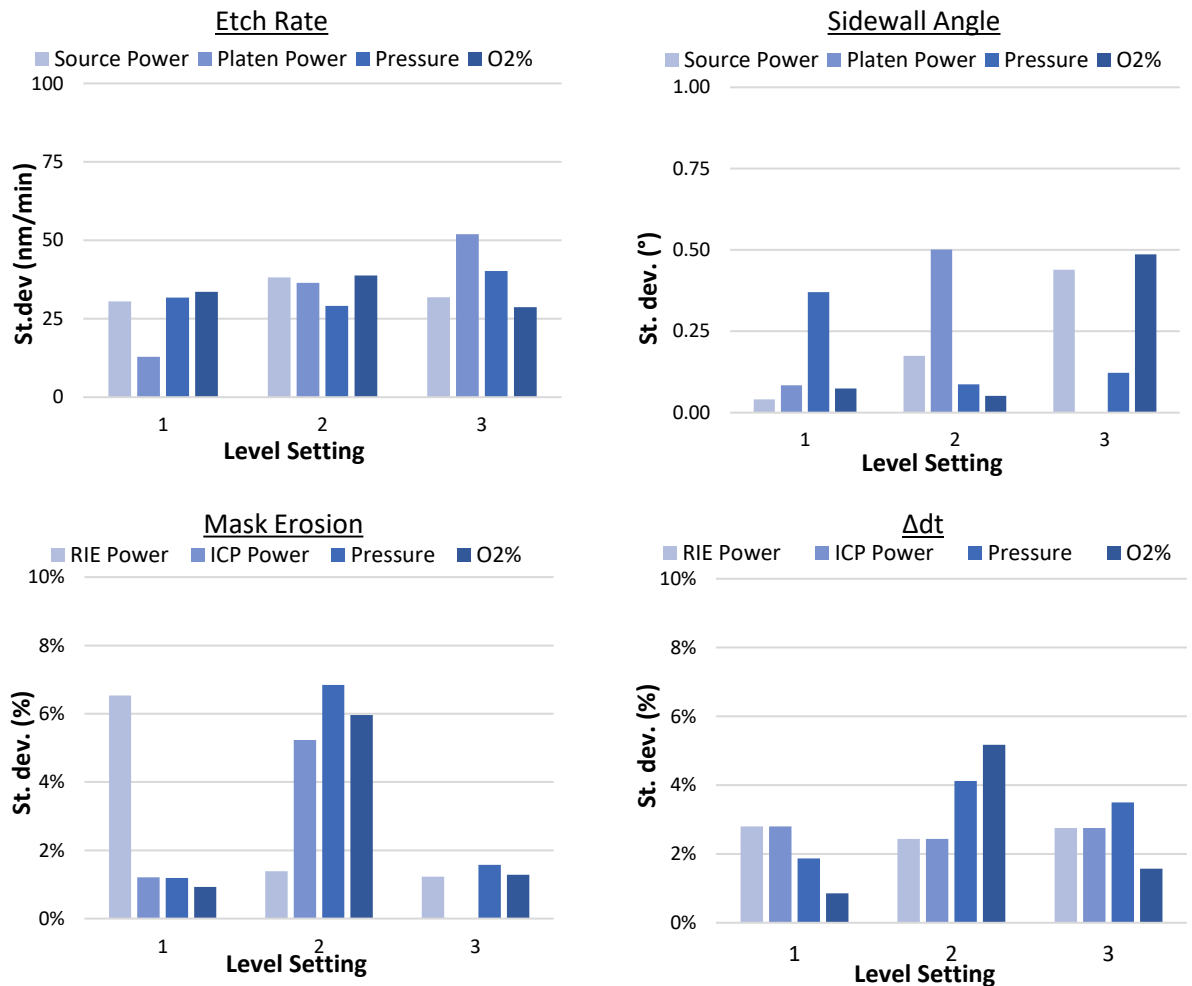 Etch Rate
Source Power Platen Power Pressure O2%
100
75
50
25
0
St.dev (nm/min)
1 2 3
Level Setting
Sidewall Angle
Source Power Platen Power Pressure O2%
1.00
0.75
0.50
0.25
0.00
St. dev. (°)
1 2 3
Level Setting
Mask Erosion
RIE Power ICP Power Pressure O2%
10%
8%
6%
4%
2%
0%
St. dev. (%)
1 2 3
Level Setting
Δdt
RIE Power ICP Power Pressure O2%
10%
8%
6%
4%
2%
0%
St. dev. (%)
1 2 3
Level Setting